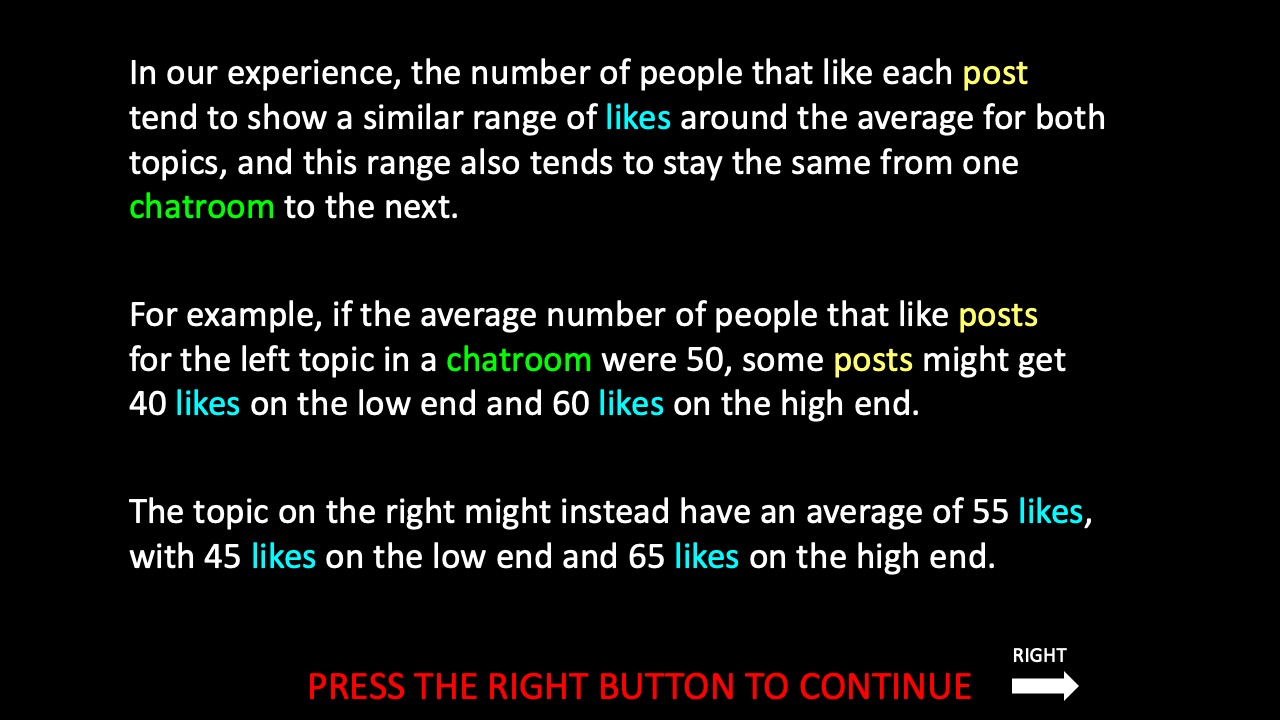 In our experience, the number of people that like each post
tend to show a similar range of likes around the average for both
topics, and this range also tends to stay the same from one
chatroom to the next.
For example, if the average number of people that like posts
for the left topic in a chatroom were 50, some posts might get
40 likes on the low end and 60 likes on the high end.
The topic on the right might instead have an average of 55 likes,
with 45 likes on the low end and 65 likes on the high end.
RIGHT
PRESS THE RIGHT BUTTON TO CONTINUE